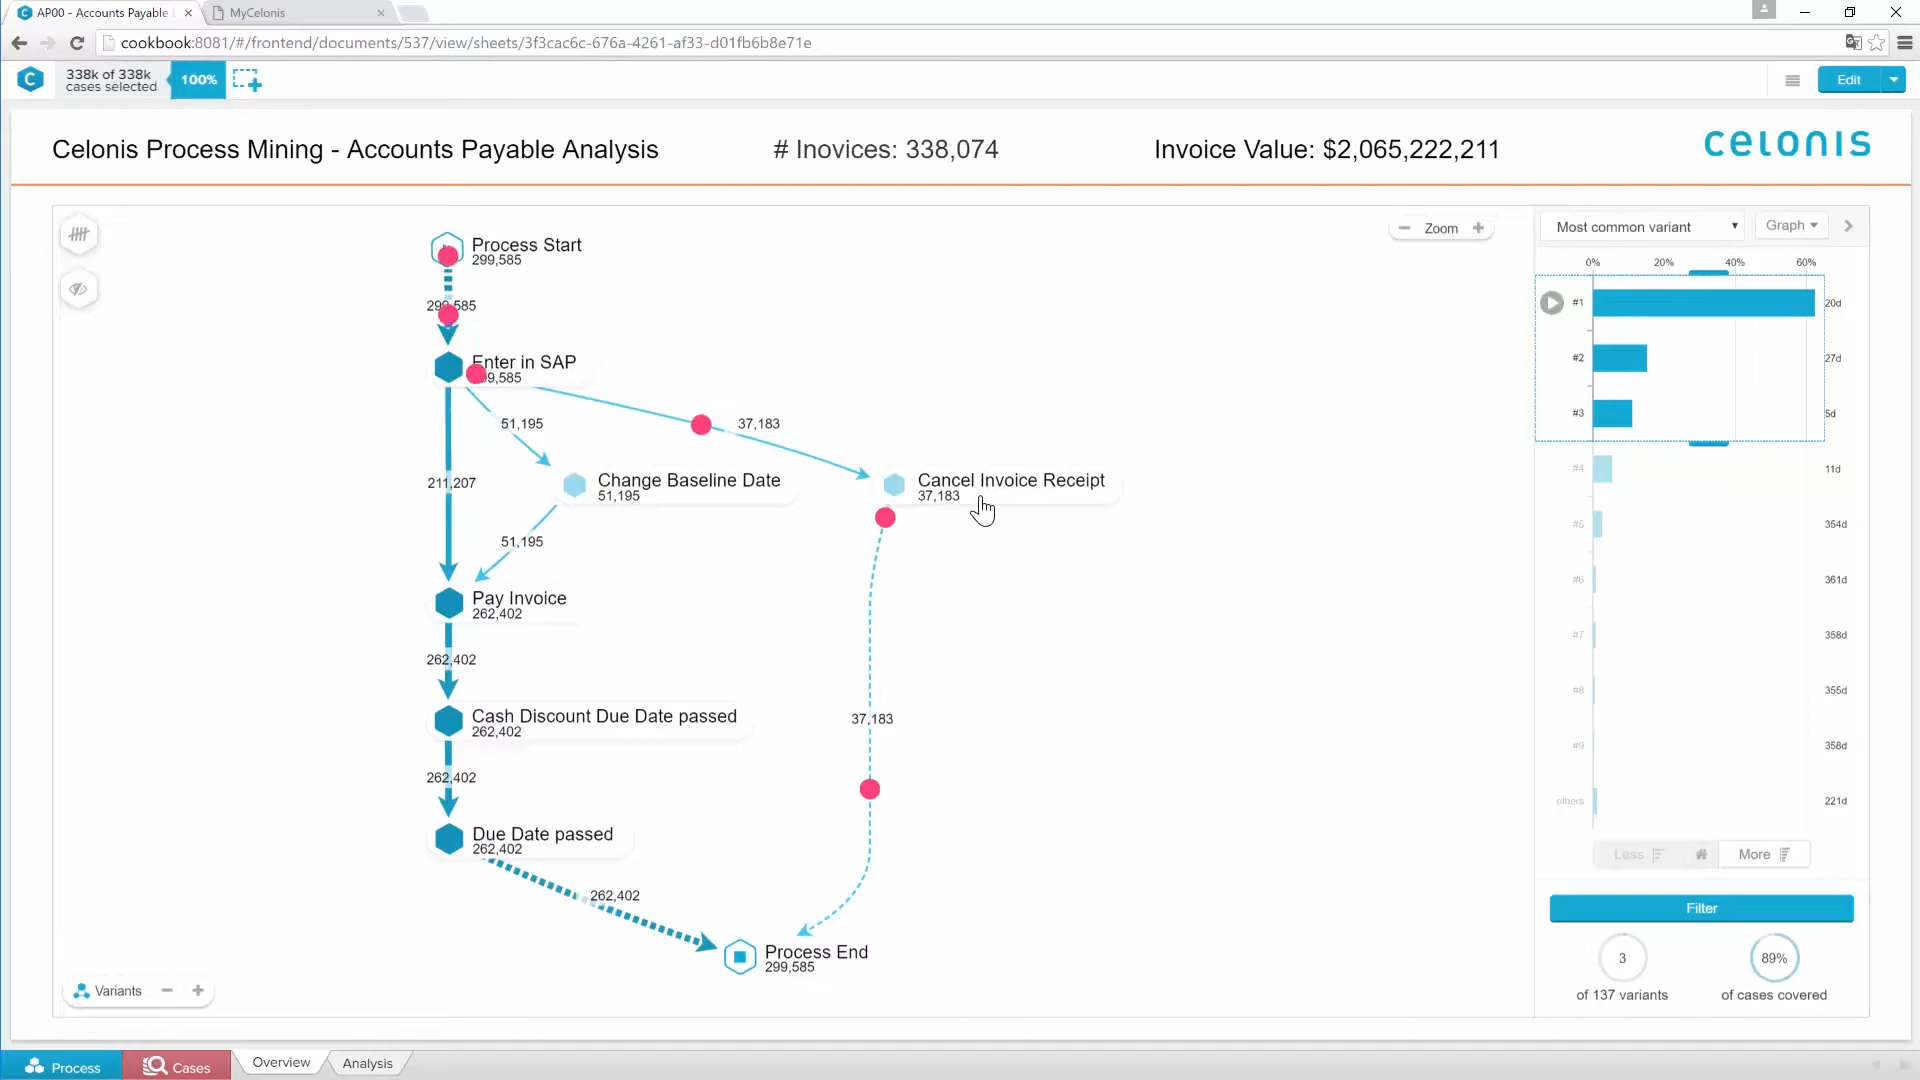 AP00 - Accounts Payable
MyCelonis
cookbook:8081/#/frontend/documents/537/view/sheets/3f3cac6c-676a-4261-af33-d01fb6b8e71e
338k of 338k
cases selected
100%
Edit
Celonis Process Mining - Accounts Payable Analysis
# Inovices: 338,074
Invoice Value: $2,065,222,211
celonis
Process Start
299,585
299,585
Enter in SAP
51,195
37,183
211,207
Change Baseline Date
51,195
Cancel Invoice Receipt
37,183
51,195
Pay Invoice
262,402
262,402
Cash Discount Due Date passed
262,402
37,183
262,402
Due Date passed
262,402
262,402
Process End
299,585
Variants
Zoom
Most common variant
Graph
0% 20% 40% 60%
#1 20d
#2 27d
#3 5d
#4 11d
#5 354d
#6 361d
#7 358d
#8 355d
#9 358d
others 221d
Less
More
Filter
3
of 137 variants
89%
of cases covered
Process
Cases
Overview
Analysis